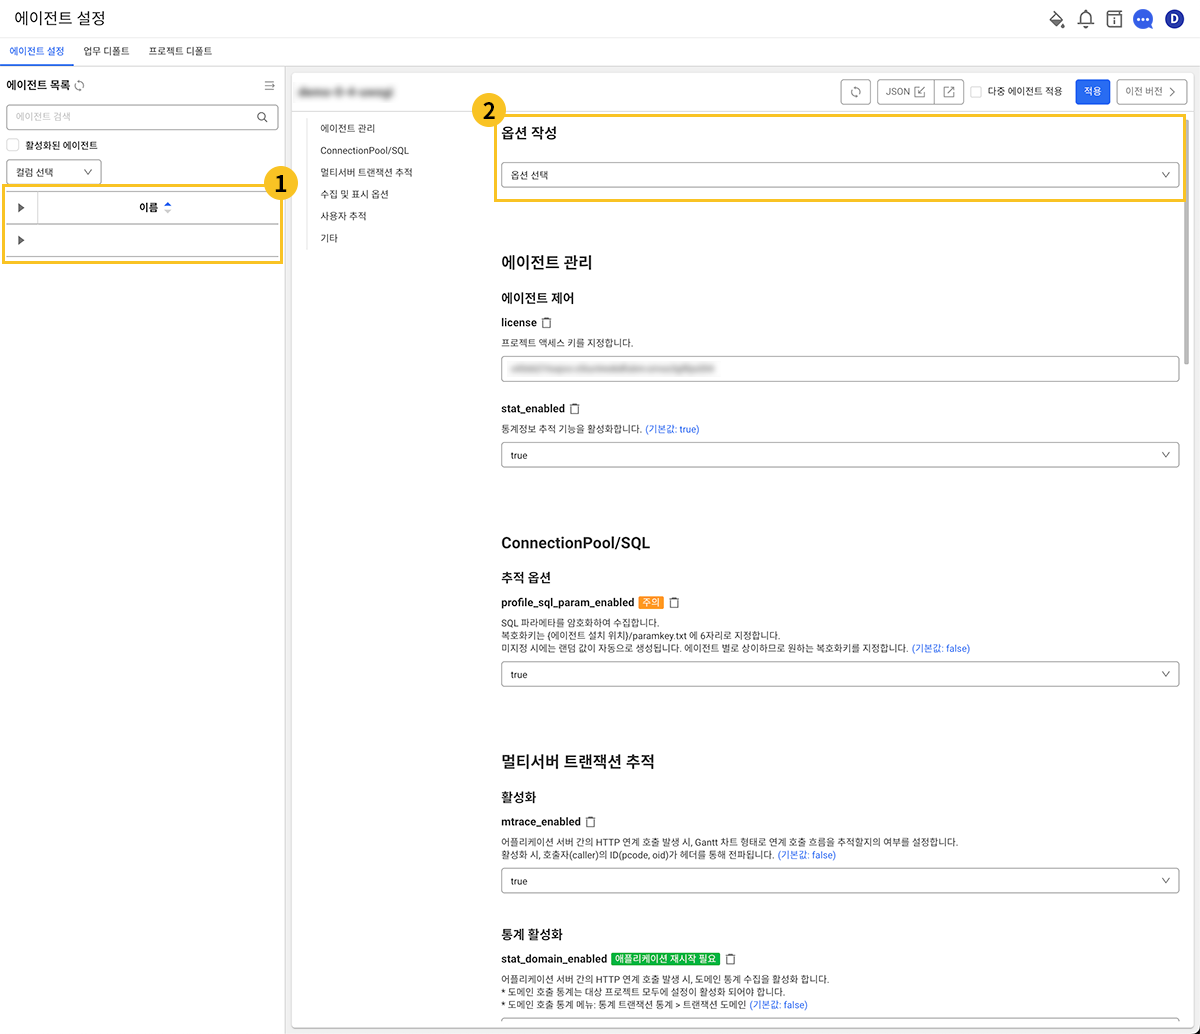 에이전트 설정
D
에이전트 설정 업무 디폴트 프로젝트 디폴트
에이전트 목록
에이전트 검색
활성화된 에이전트
컬럼 선택
1
이름
JSON
다중 에이전트 적용
적용
이전 버전
에이전트 관리
ConnectionPool/SQL
멀티서버 트랜잭션 추적
수집 및 표시 옵션
사용자 추적
기타
2
옵션 작성
옵션 선택
에이전트 관리
에이전트 제어
license
프로젝트 액세스 키를 지정합니다.
stat_enabled
통계정보 추적 기능을 활성화합니다. (기본값: true)
true
ConnectionPool/SQL
추적 옵션
profile_sql_param_enabled 주의
SQL 파라메타를 암호화하여 수집합니다.
복호화키는 {에이전트 설치 위치}/paramkey.txt 에 6자리로 지정합니다.
미지정 시에는 랜덤 값이 자동으로 생성됩니다. 에이전트 별로 상이하므로 원하는 복호화키를 지정합니다. (기본값: false)
true
멀티서버 트랜잭션 추적
활성화
mtrace_enabled
어플리케이션 서버 간의 HTTP 연계 호출 발생 시, Gantt 차트 형태로 연계 호출 흐름을 추적할지의 여부를 설정합니다.
활성화 시, 호출자(caller)의 ID(pcode, oid)가 헤더를 통해 전파됩니다. (기본값: false)
true
통계 활성화
stat_domain_enabled 애플리케이션 재시작 필요
어플리케이션 서버 간의 HTTP 연계 호출 발생 시, 도메인 통계 수집을 활성화 합니다.
* 도메인 호출 통계는 대상 프로젝트 모두에 설정이 활성화 되어야 합니다.
* 도메인 호출 통계 메뉴: 통계 트랜잭션 통계 > 트랜잭션 도메인 (기본값: false)